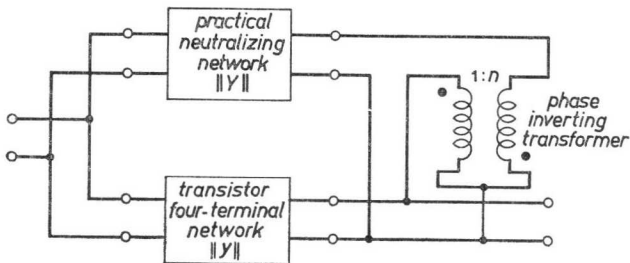 practical
neutralizing
network
||Y||
1:n
phase
inverting
transformer
transistor
four-terminal
network
||y||